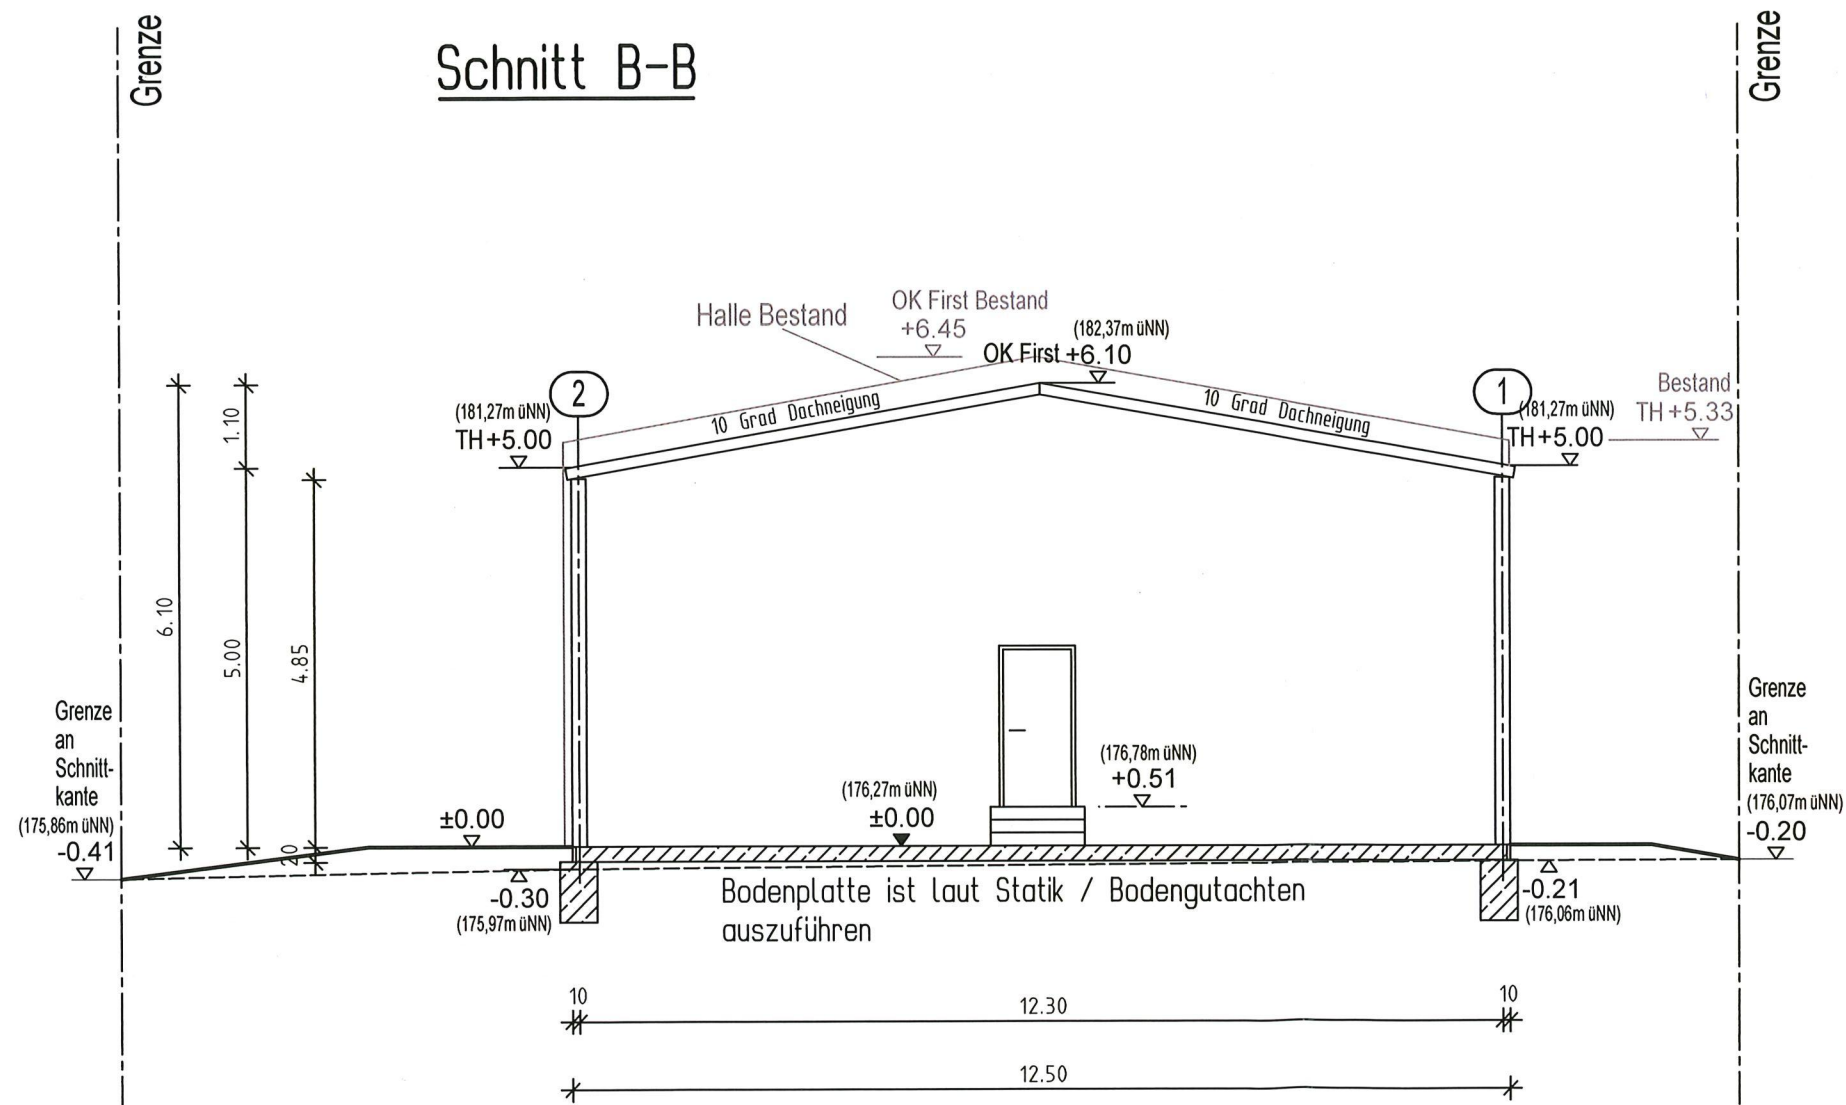 Grenze
Schnitt B-B
Grenze
Halle Bestand
OK First Bestand
+6.45
(182,37m üNN)
OK First +6.10
2
1
10 Grad Dachneigung
10 Grad Dachneigung
(181,27m üNN)
TH+5.00
(181,27m üNN)
TH+5.00
Bestand
TH +5.33
1.10
6.10
5.00
4.85
20
Grenze
an
Schnitt-
kante
(175,86m üNN)
-0.41
±0.00
(176,27m üNN)
±0.00
(176,78m üNN)
+0.51
Grenze
an
Schnitt-
kante
(176,07m üNN)
-0.20
-0.30
(175,97m üNN)
Bodenplatte ist laut Statik / Bodengutachten
auszuführen
-0.21
(176,06m üNN)
10
12.30
10
12.50